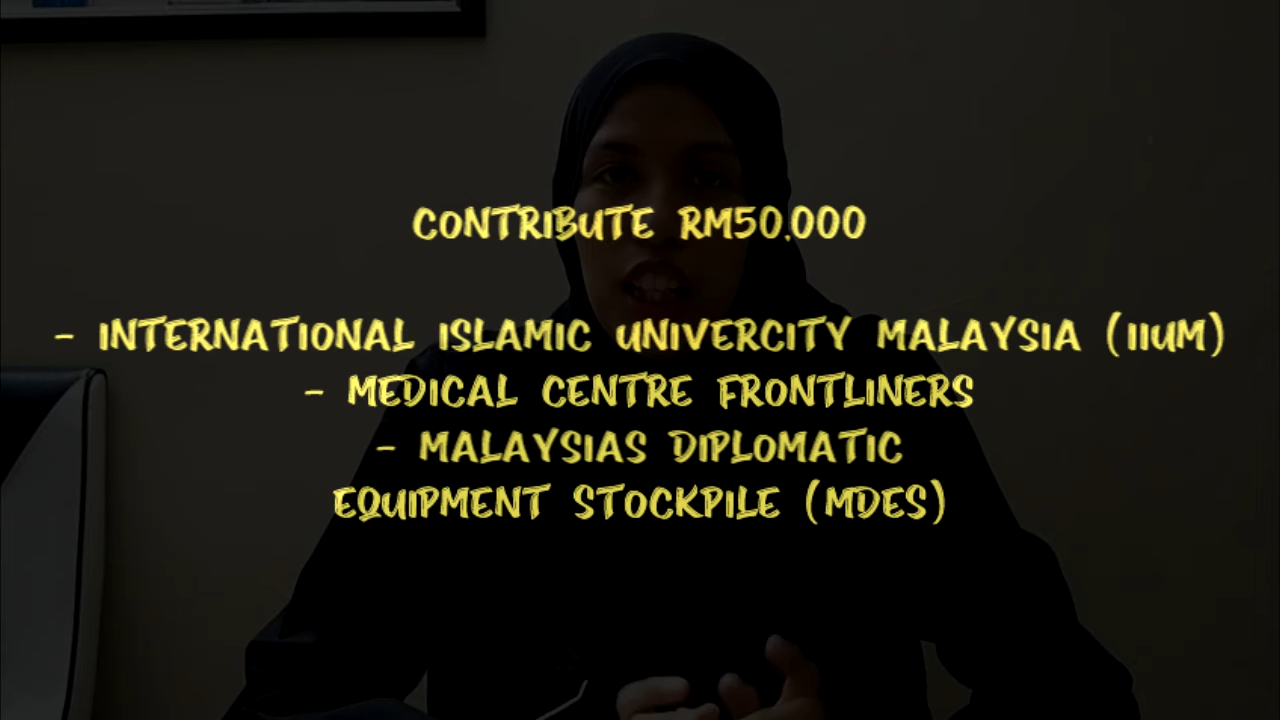 CONTRIBUTE RM50,000
- INTERNATIONAL ISLAMIC UNIVERCITY MALAYSIA (IIUM)
- MEDICAL CENTRE FRONTLINERS
- MALAYSIAS DIPLOMATIC
EQUIPMENT STOCKPILE (MDES)